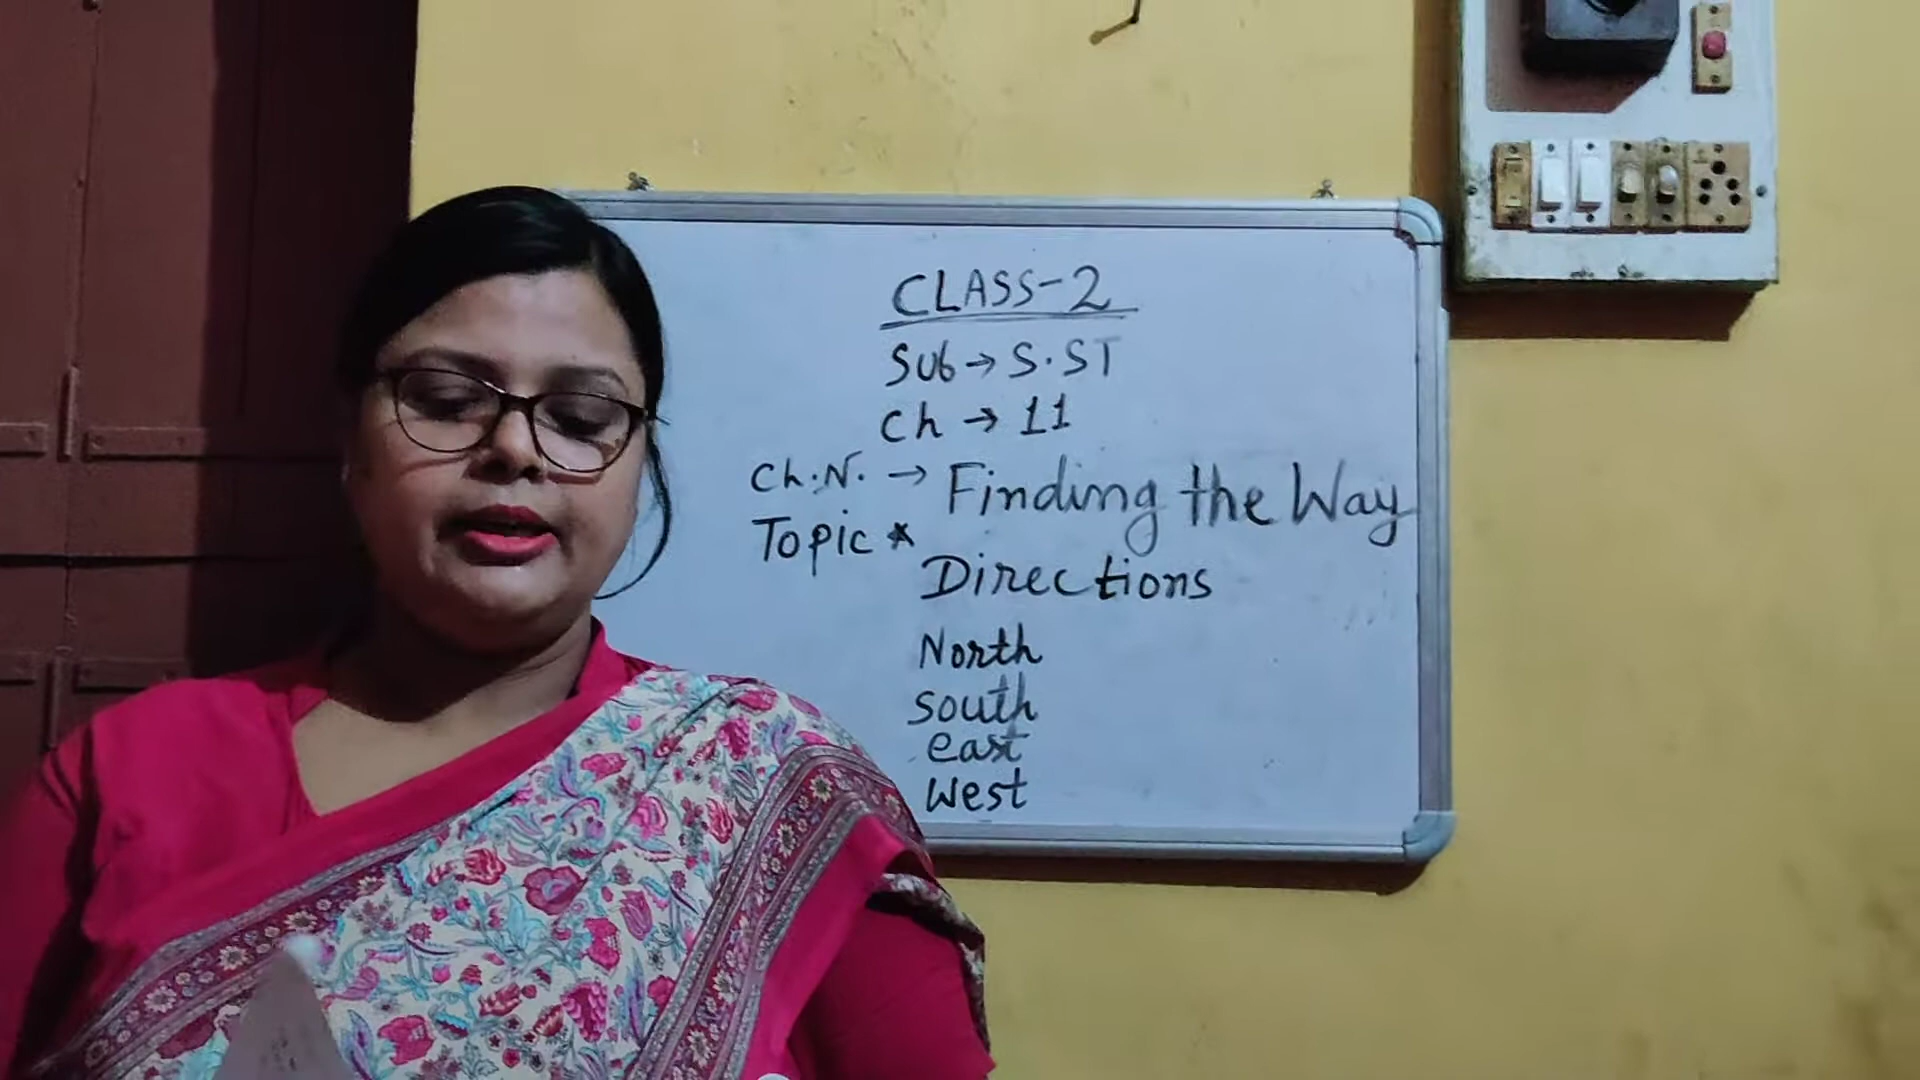 CLASS-2
Sub → S.ST
Ch → 11
Ch.N. → Finding the Way
Topic *
Directions
North
South
east
West